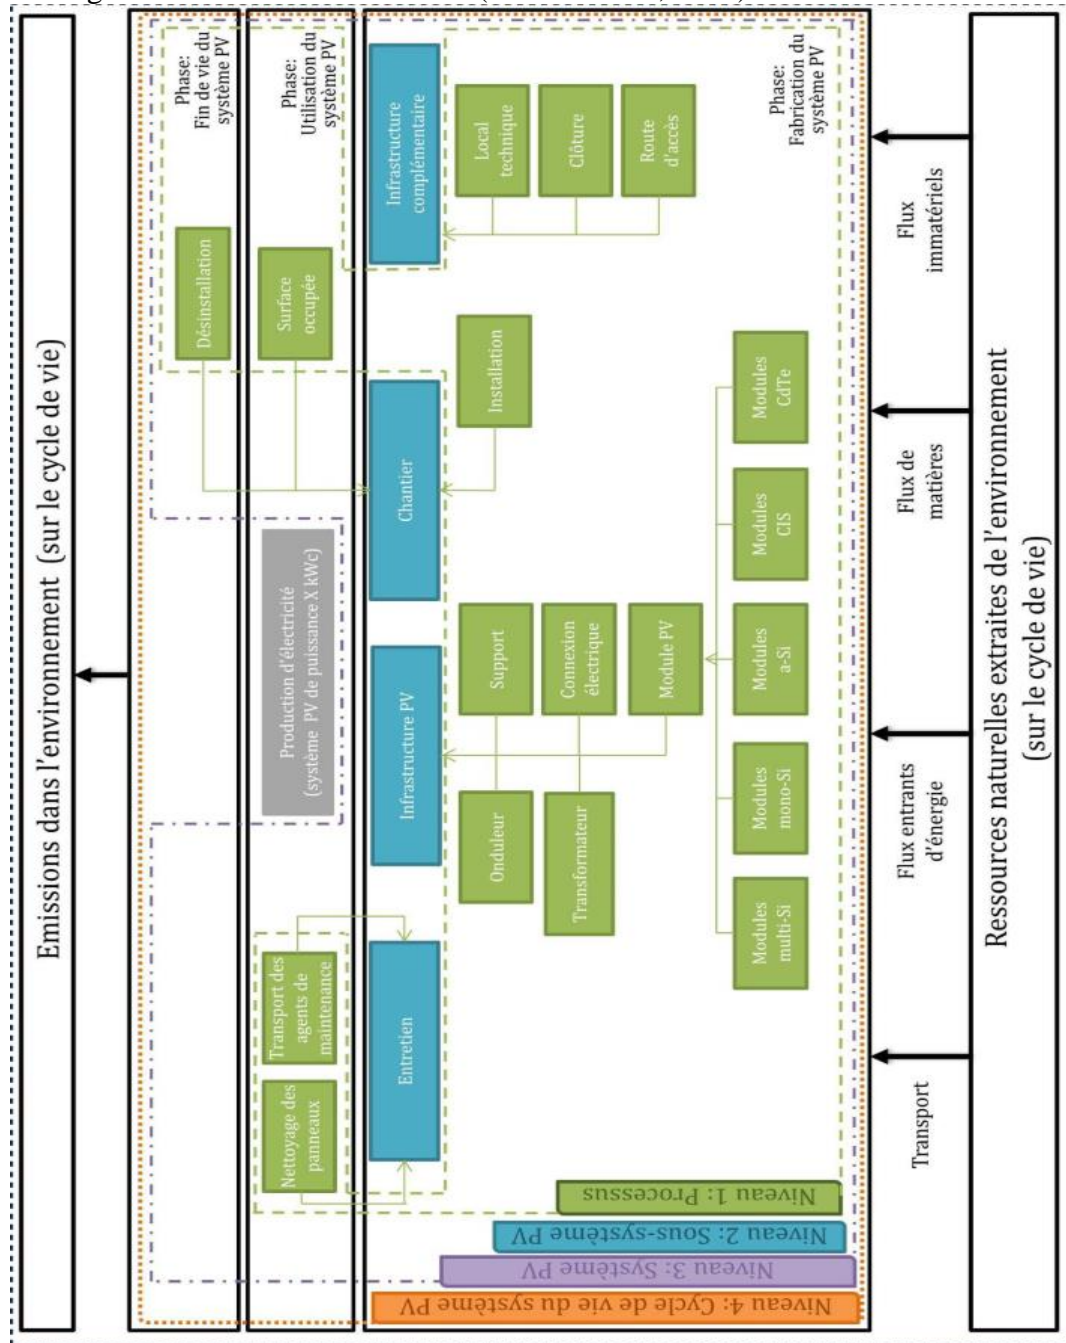 Emissions dans l'environnement (sur le cycle de vie)
Désinstallation
Phase:
Fin de vie du
système PV
Nettoyage des
panneaux
Transport des
agents de
maintenance
Production d'électricité
(système PV de puissance X kWc)
Surface
occupée
Phase:
Utilisation du
système PV
Entretien
Infrastructure PV
Chantier
Infrastructure
complémentaire
Onduleur
Support
Installation
Local
technique
Transformateur
Connexion
électrique
Clôture
Module PV
Route
d'accès
Modules
multi-Si
Modules
mono-Si
Modules
a-Si
Modules
CIS
Modules
CdTe
Phase:
Fabrication du
système PV
Niveau 4: Cycle de vie du système PV
Niveau 3: Système PV
Niveau 2: Sous-système PV
Niveau 1: Processus
Transport
Flux entrants
d'énergie
Flux de
matières
Flux
immatériels
Ressources naturelles extraites de l'environnement
(sur le cycle de vie)